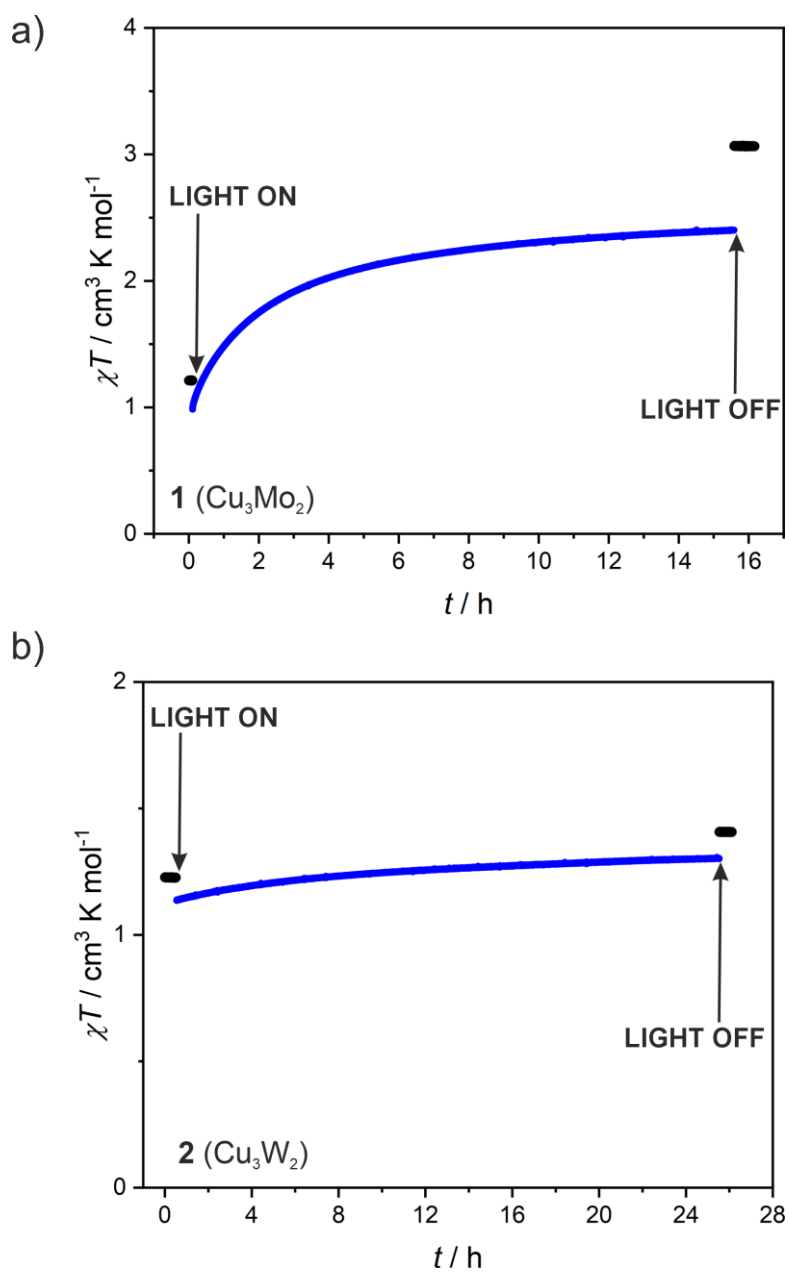 a)
4
3
2
1
0
χT / cm³ K mol⁻¹
LIGHT ON
LIGHT OFF
1 (Cu₃Mo₂)
0 2 4 6 8 10 12 14 16
t / h
b)
2
1
0
χT / cm³ K mol⁻¹
LIGHT ON
LIGHT OFF
2 (Cu₃W₂)
0 4 8 12 16 20 24 28
t / h